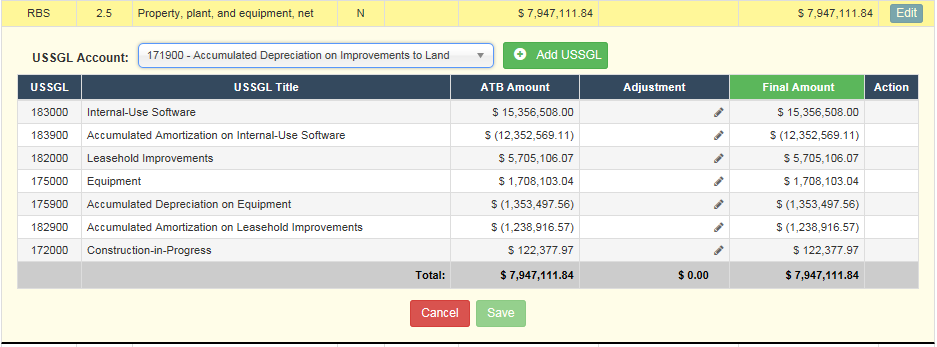 RBS 2.5 Property, plant, and equipment, net N $ 7,947,111.84 $ 7,947,111.84 Edit
USSGL Account: 171900 - Accumulated Depreciation on Improvements to Land Add USSGL
USSGL USSGL Title ATB Amount Adjustment Final Amount Action
183000 Internal-Use Software $ 15,356,508.00 $ 15,356,508.00
183900 Accumulated Amortization on Internal-Use Software $ (12,352,569.11) $ (12,352,569.11)
182000 Leasehold Improvements $ 5,705,106.07 $ 5,705,106.07
175000 Equipment $ 1,708,103.04 $ 1,708,103.04
175900 Accumulated Depreciation on Equipment $ (1,353,497.56) $ (1,353,497.56)
182900 Accumulated Amortization on Leasehold Improvements $ (1,238,916.57) $ (1,238,916.57)
172000 Construction-in-Progress $ 122,377.97 $ 122,377.97
Total: $ 7,947,111.84 $ 0.00 $ 7,947,111.84
Cancel Save